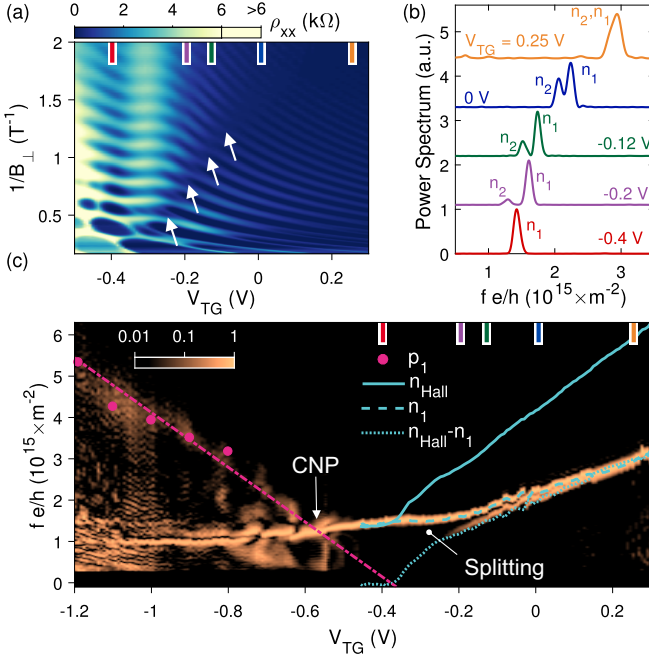 (a)
0 2 4 6 >6
ρxx (kΩ)
2
1.5
1
0.5
1/B⊥ (T⁻¹)
-0.4 -0.2 0 0.2
VTG (V)
(b)
n2,n1
VTG = 0.25 V
n2 n1
0 V
n2 n1
-0.12 V
n2 n1
-0.2 V
n1
-0.4 V
5
4
3
2
1
0
Power Spectrum (a.u.)
1 2 3
f e/h (10¹⁵×m⁻²)
(c)
0.01 0.1 1
p1
nHall
n1
nHall-n1
CNP
Splitting
6
5
4
3
2
1
0
f e/h (10¹⁵×m⁻²)
-1.2 -1 -0.8 -0.6 -0.4 -0.2 0
VTG (V)